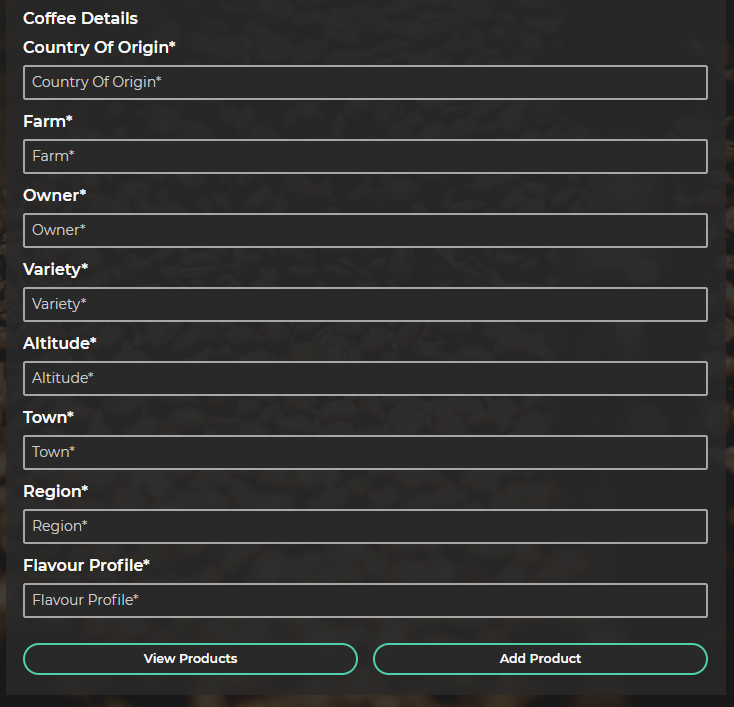 Coffee Details
Country Of Origin*
Country Of Origin*
Farm*
Farm*
Owner*
Owner*
Variety*
Variety*
Altitude*
Altitude*
Town*
Town*
Region*
Region*
Flavour Profile*
Flavour Profile*
View Products
Add Product